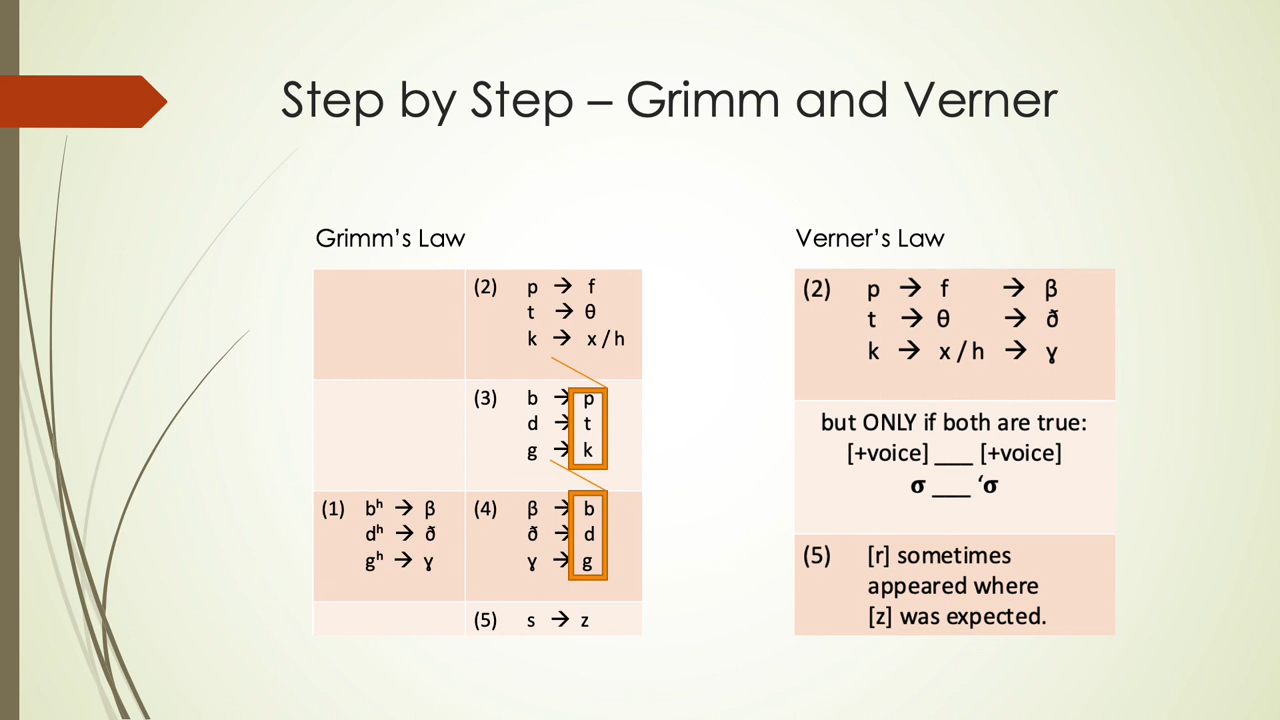 Step by Step – Grimm and Verner
Grimm's Law
(2) p → f
t → θ
k → x / h
(3) b → p
d → t
g → k
(1) bʰ → β (4) β → b
dʰ → ð ð → d
gʰ → ɣ ɣ → g
(5) s → z
Verner's Law
(2) p → f → β
t → θ → ð
k → x / h → ɣ
but ONLY if both are true:
[+voice] ___ [+voice]
σ ___ ‘σ
(5) [r] sometimes
appeared where
[z] was expected.